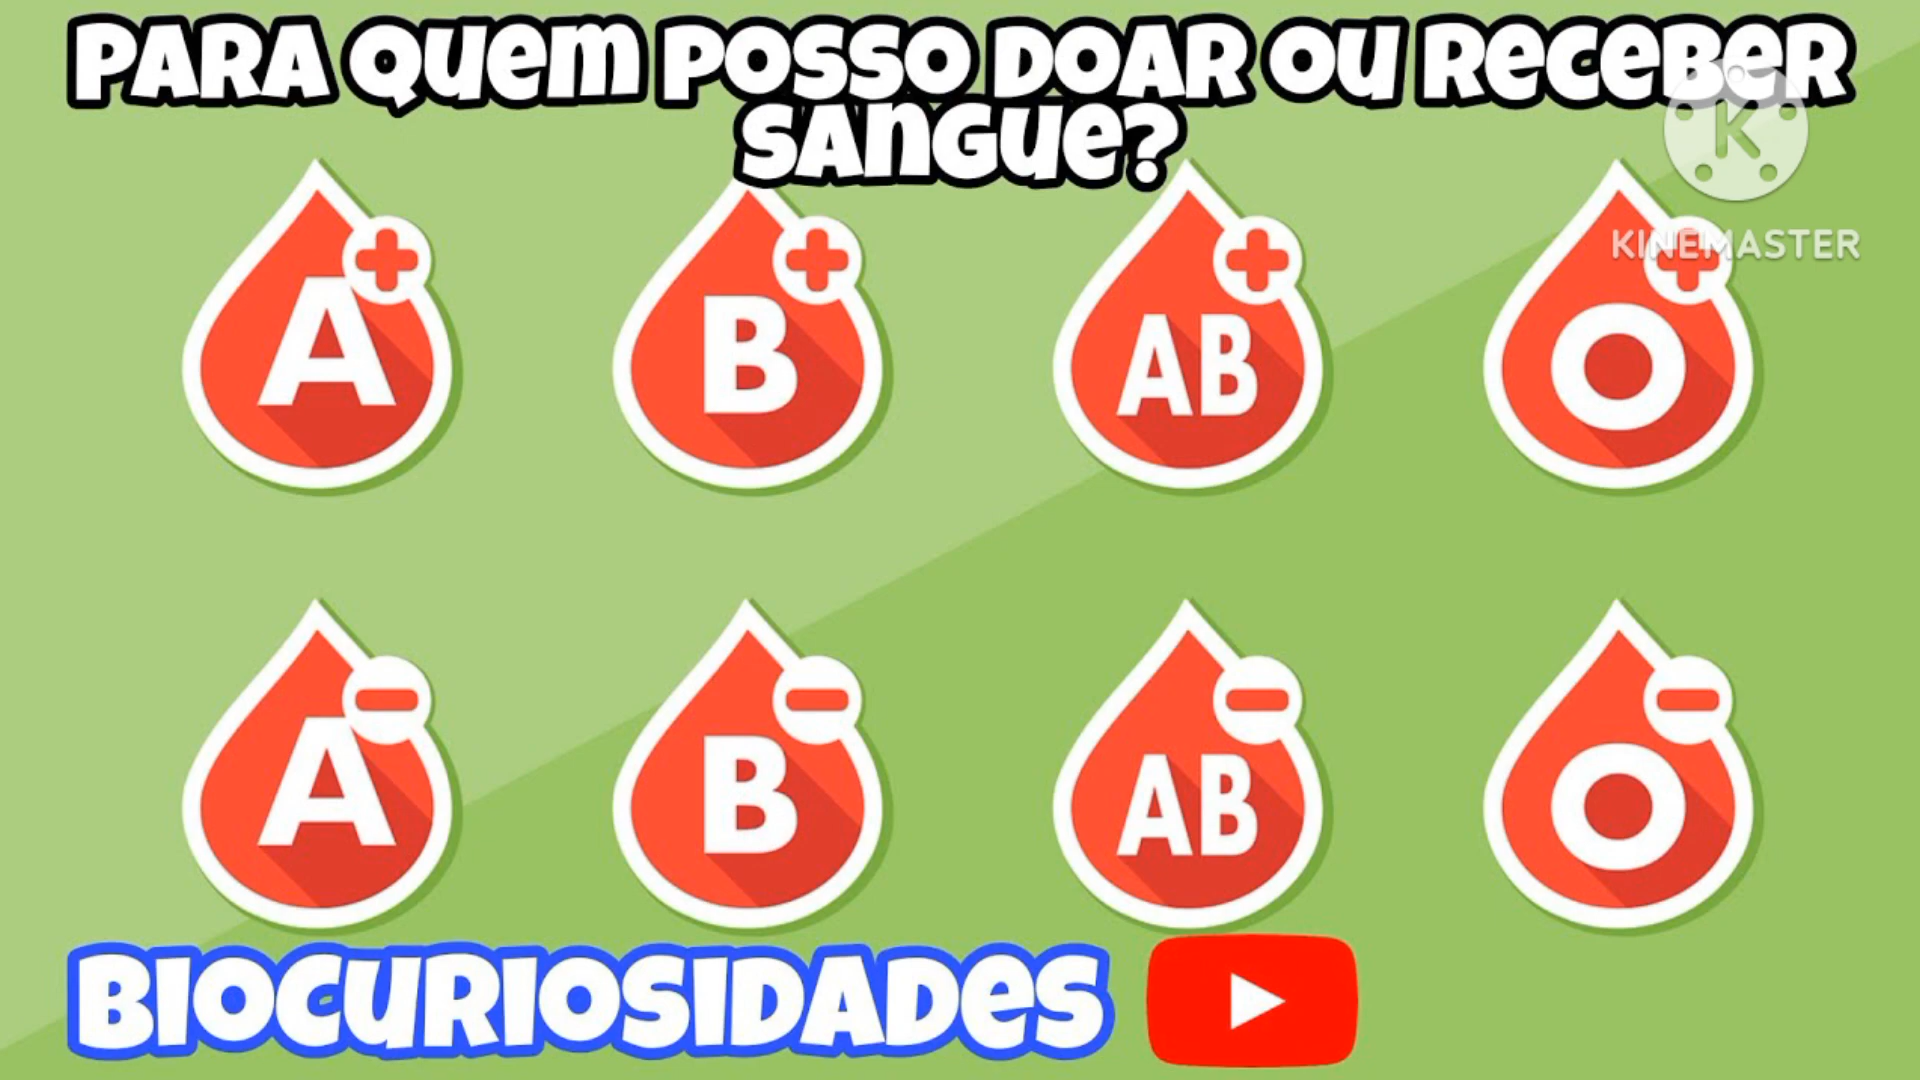 PARA QUEM POSSO DOAR OU RECEBER
SANGUE?
K
KINEMASTER
A+ B+ AB+ O+
A- B- AB- O-
BIOCURIOSIDADES